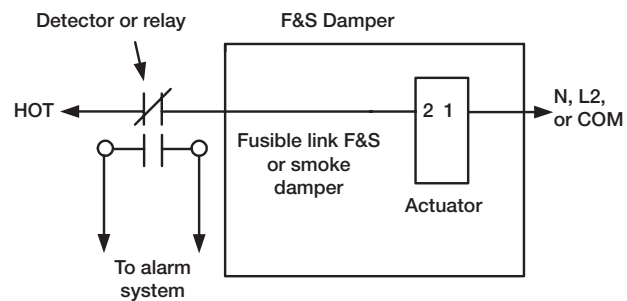 Detector or relay
F&S Damper
HOT
2 1
N, L2,
or COM
Fusible link F&S
or smoke
damper
Actuator
To alarm
system